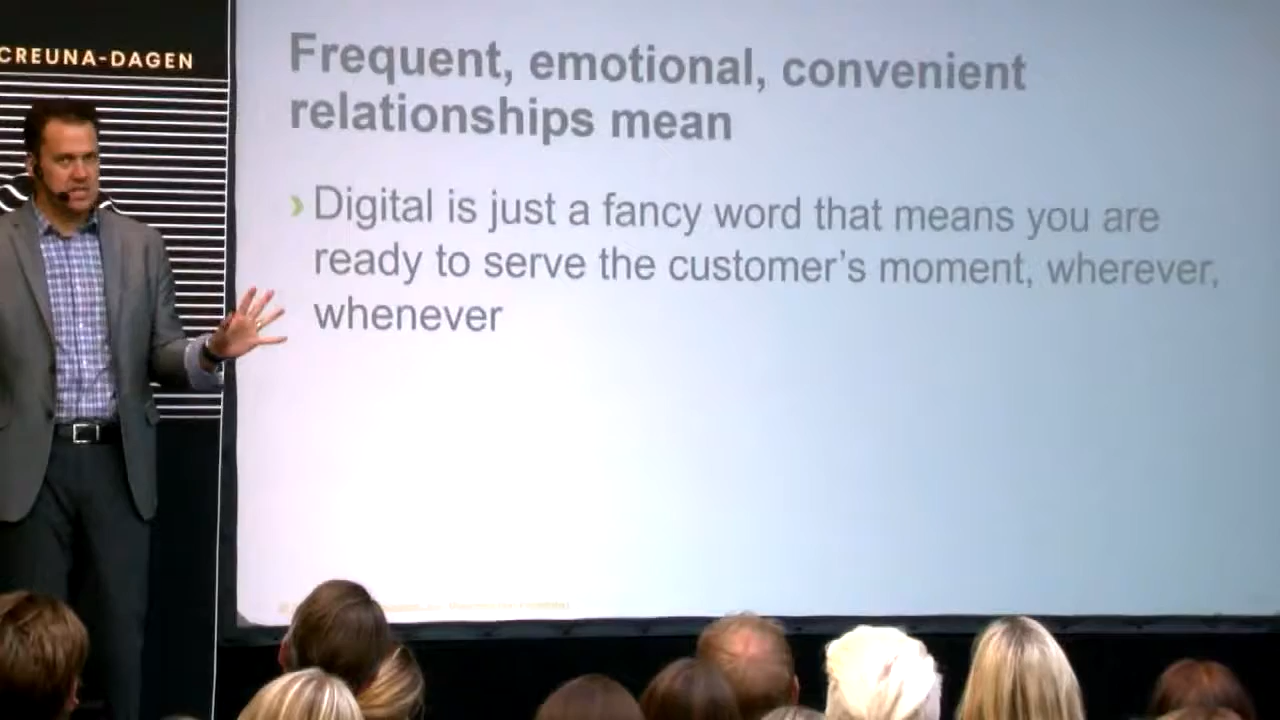 CREUNA-DAGEN
Frequent, emotional, convenient
relationships mean
› Digital is just a fancy word that means you are
ready to serve the customer's moment, wherever,
whenever